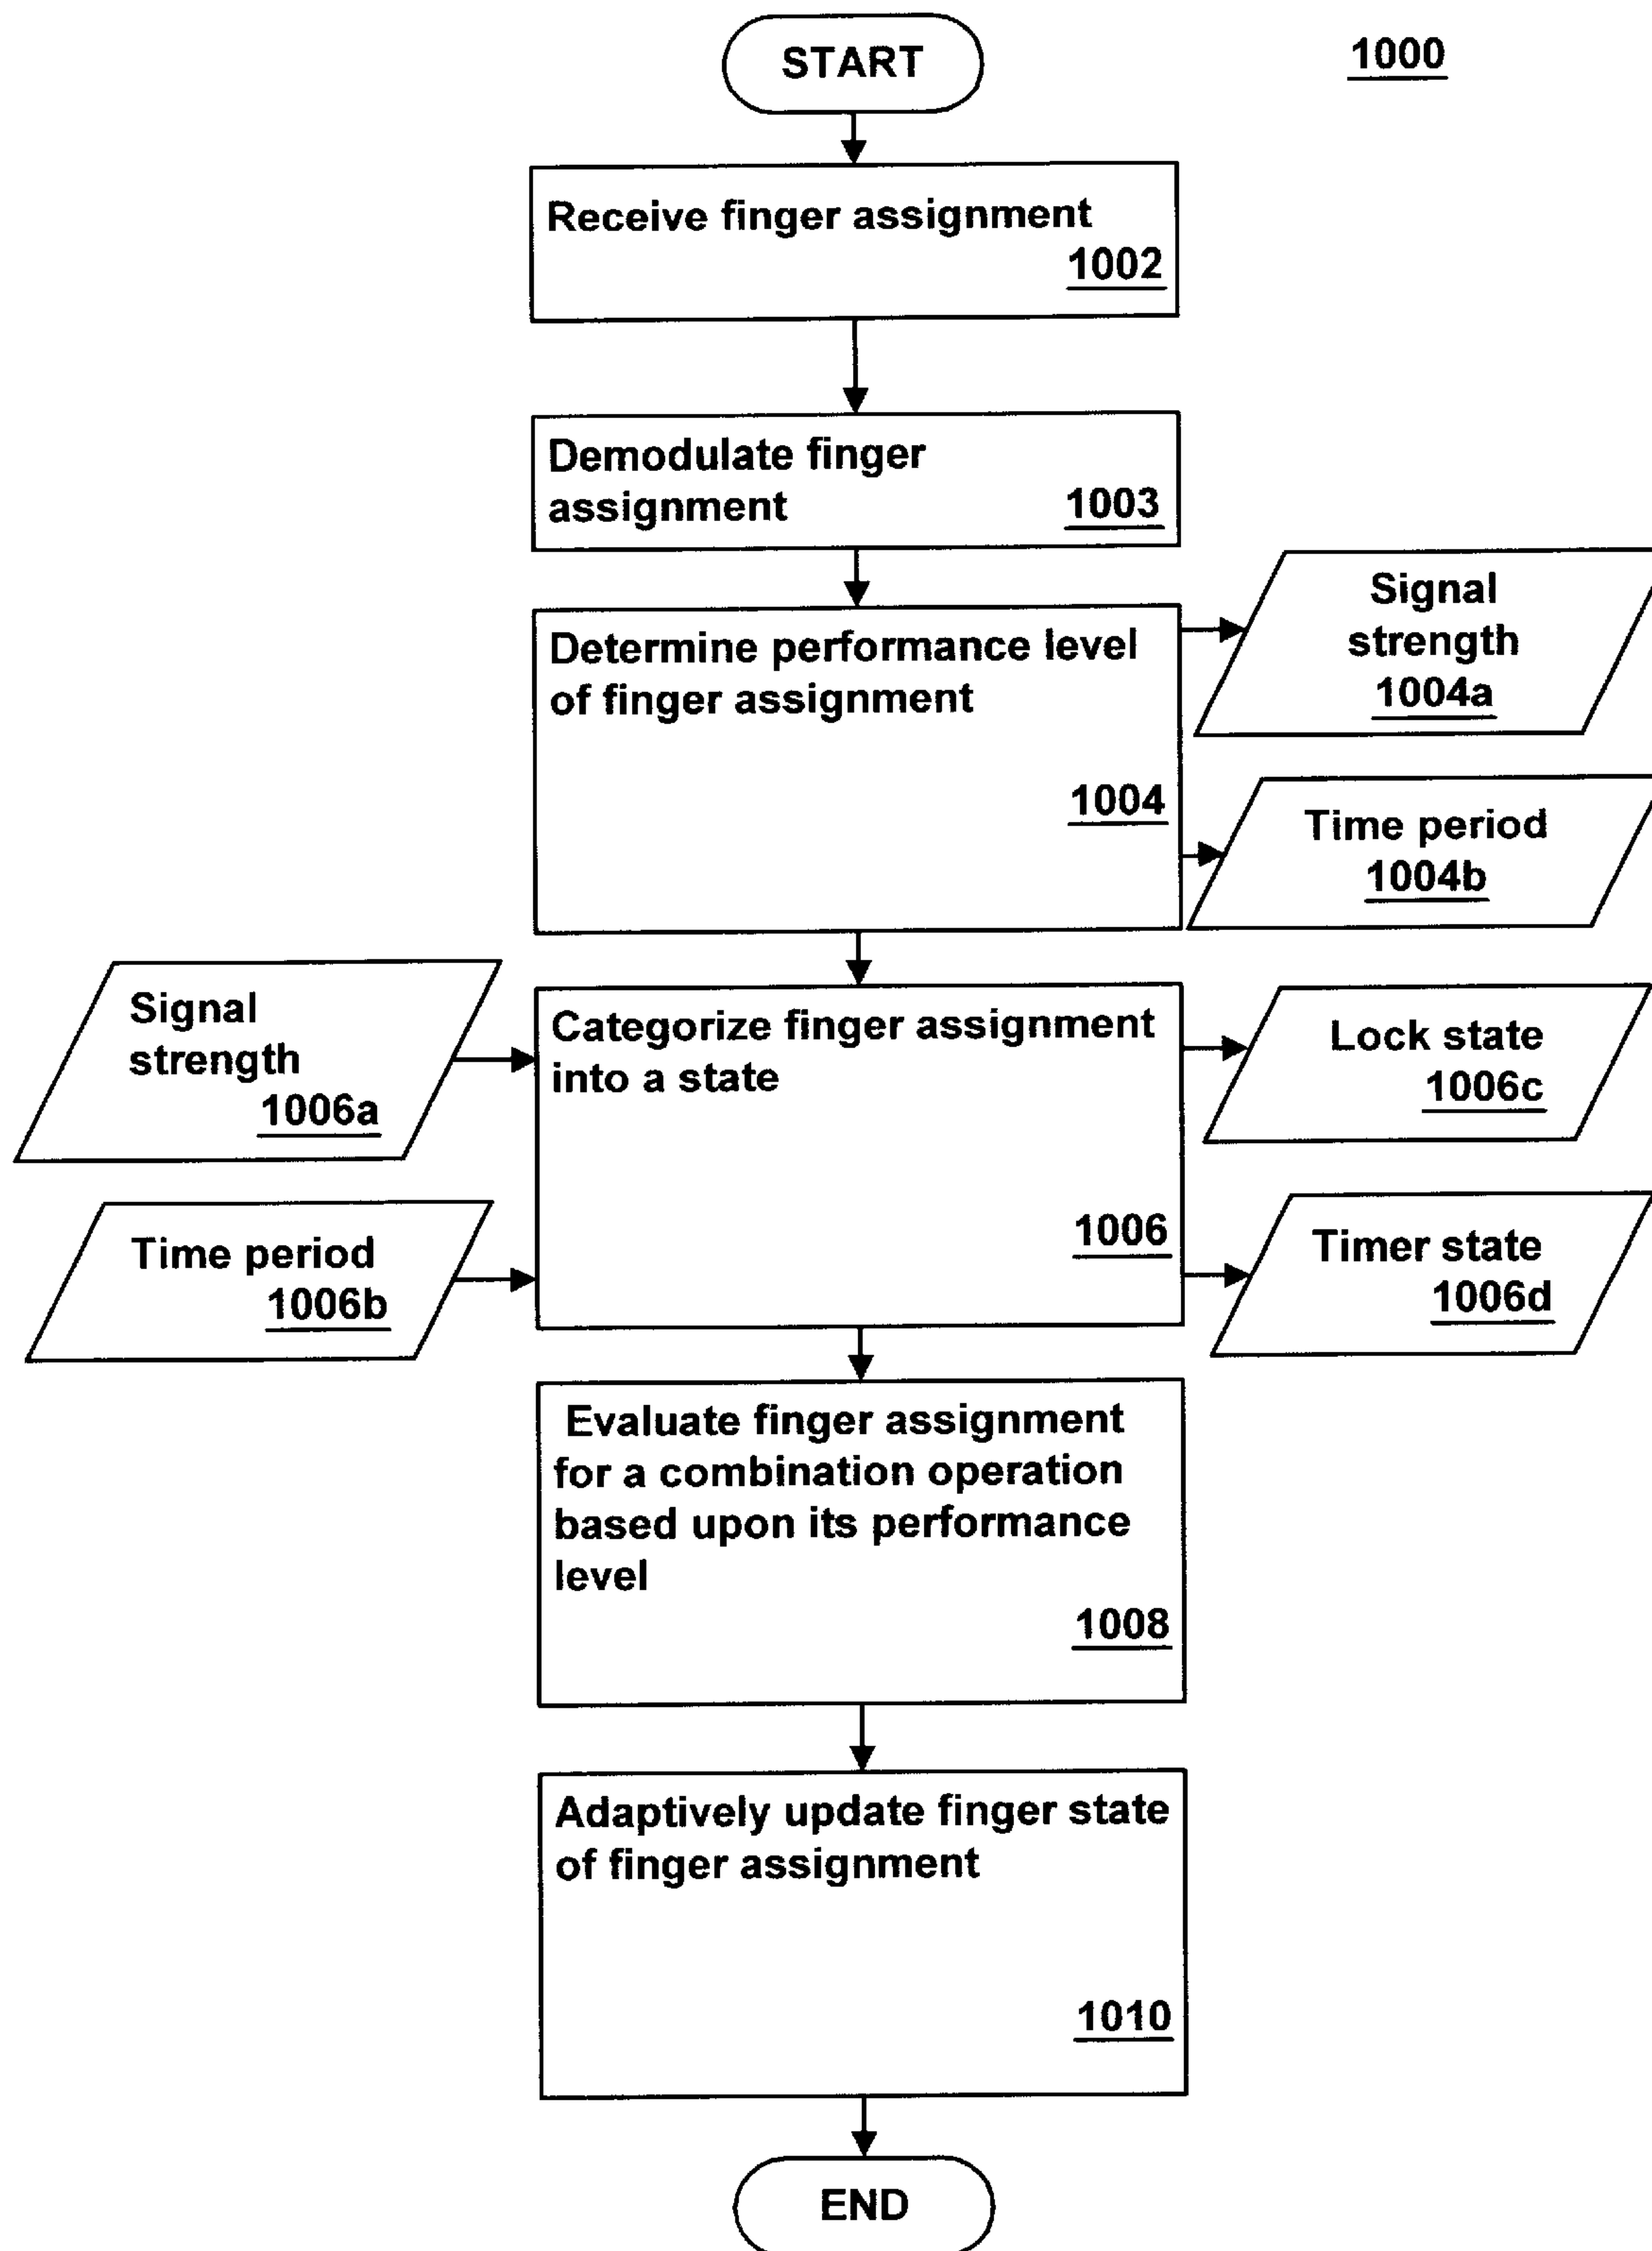 START
1000
Receive finger assignment
1002
Demodulate finger
assignment
1003
Determine performance level
of finger assignment
1004
Signal
strength
1004a
Time period
1004b
Signal
strength
1006a
Time period
1006b
Categorize finger assignment
into a state
1006
Lock state
1006c
Timer state
1006d
Evaluate finger assignment
for a combination operation
based upon its performance
level
1008
Adaptively update finger state
of finger assignment
1010
END